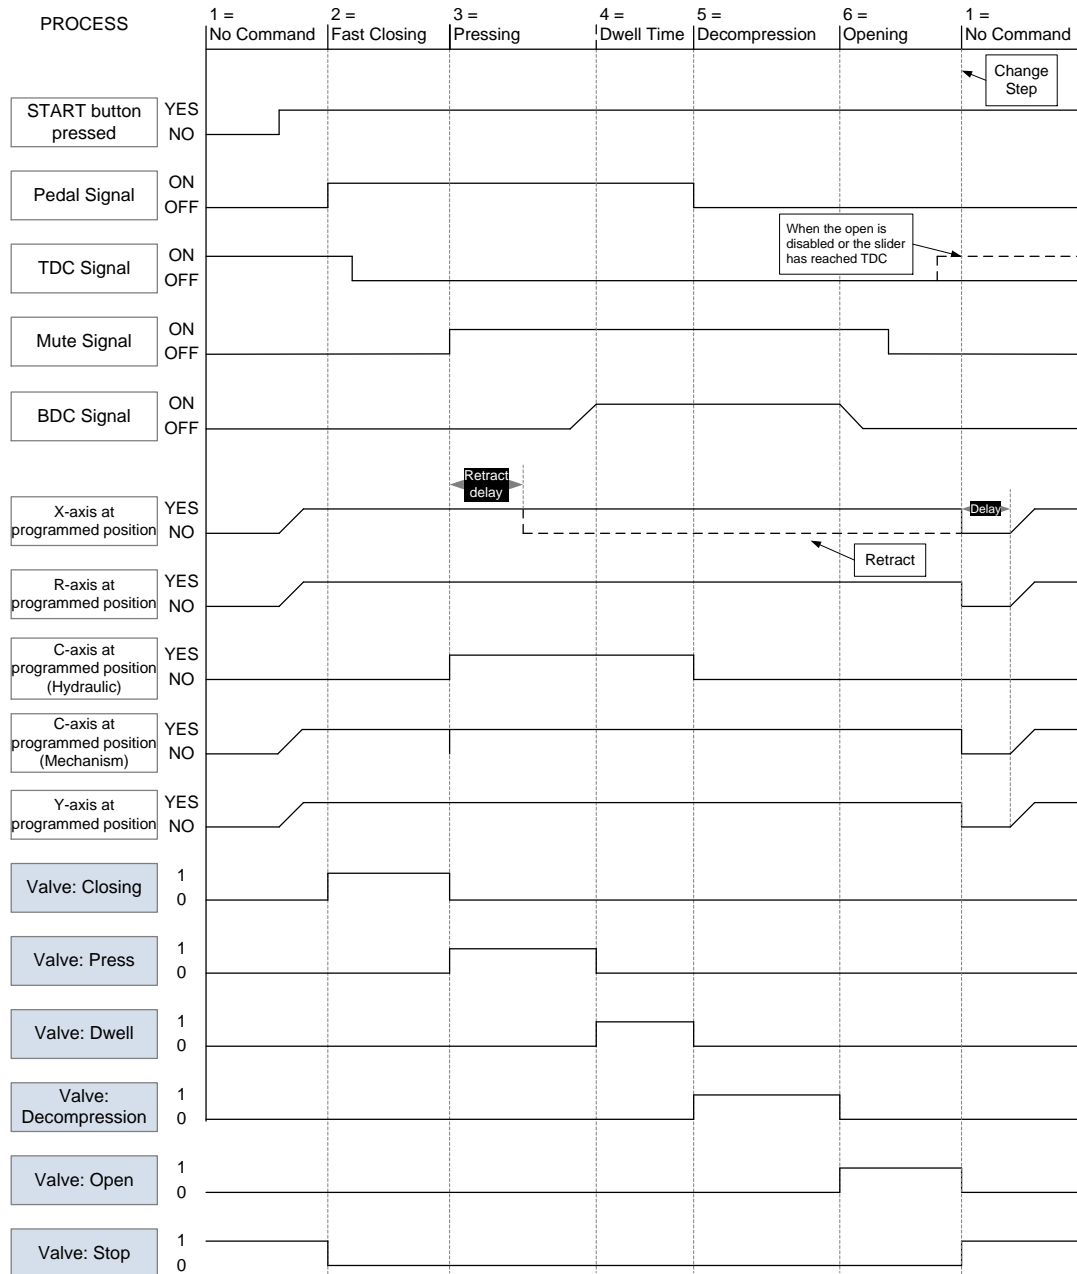 PROCESS
1 =
No Command
2 =
Fast Closing
3 =
Pressing
4 =
Dwell Time
5 =
Decompression
6 =
Opening
1 =
No Command
Change
Step
START button
pressed
YES
NO
Pedal Signal
ON
OFF
When the open is
disabled or the slider
has reached TDC
TDC Signal
ON
OFF
Mute Signal
ON
OFF
BDC Signal
ON
OFF
Retract
delay
X-axis at
programmed position
YES
NO
Delay
Retract
R-axis at
programmed position
YES
NO
C-axis at
programmed position
(Hydraulic)
YES
NO
C-axis at
programmed position
(Mechanism)
YES
NO
Y-axis at
programmed position
YES
NO
Valve: Closing
1
0
Valve: Press
1
0
Valve: Dwell
1
0
Valve:
Decompression
1
0
Valve: Open
1
0
Valve: Stop
1
0